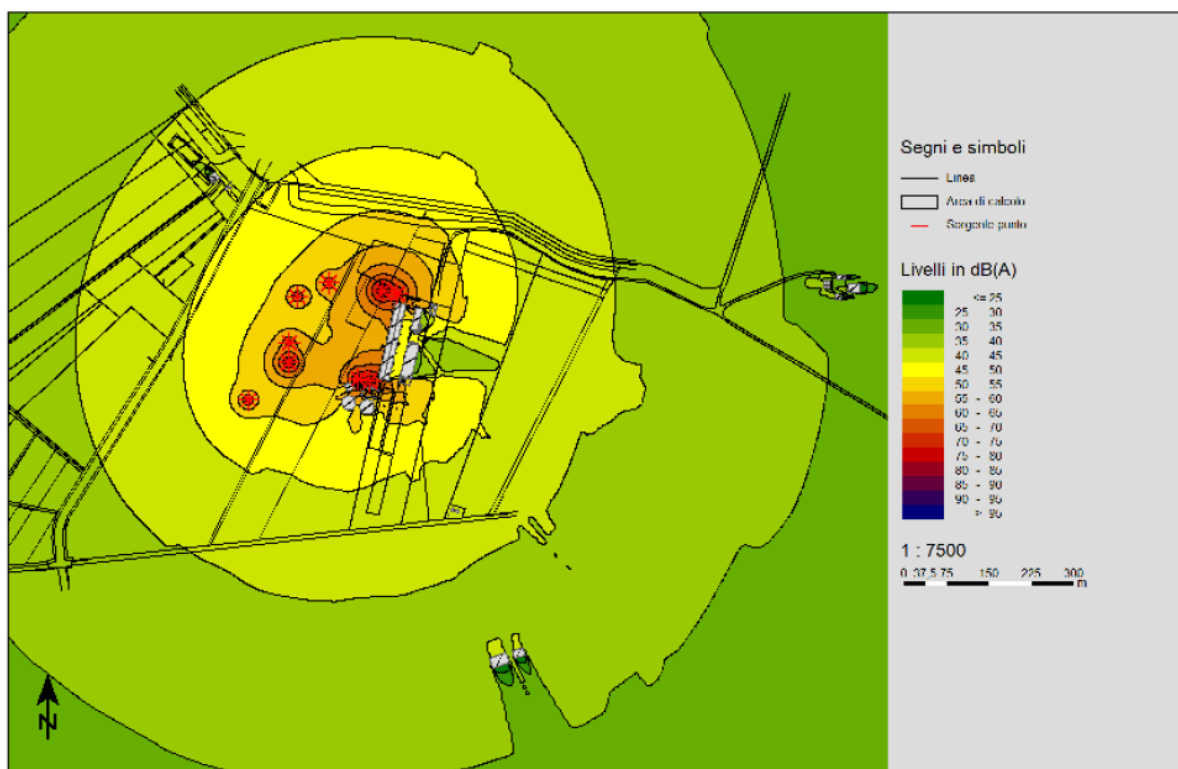 Segni e simboli
Linea
Area di calcolo
Sorgente punto
Livelli in dB(A)
<= 25
25 30
30 35
35 40
40 45
45 50
50 55
55 - 60
60 - 65
65 - 70
70 - 75
75 - 80
80 - 85
85 - 90
90 - 95
> 95
1 : 7500
0 37,5 75 150 225 300
m
N